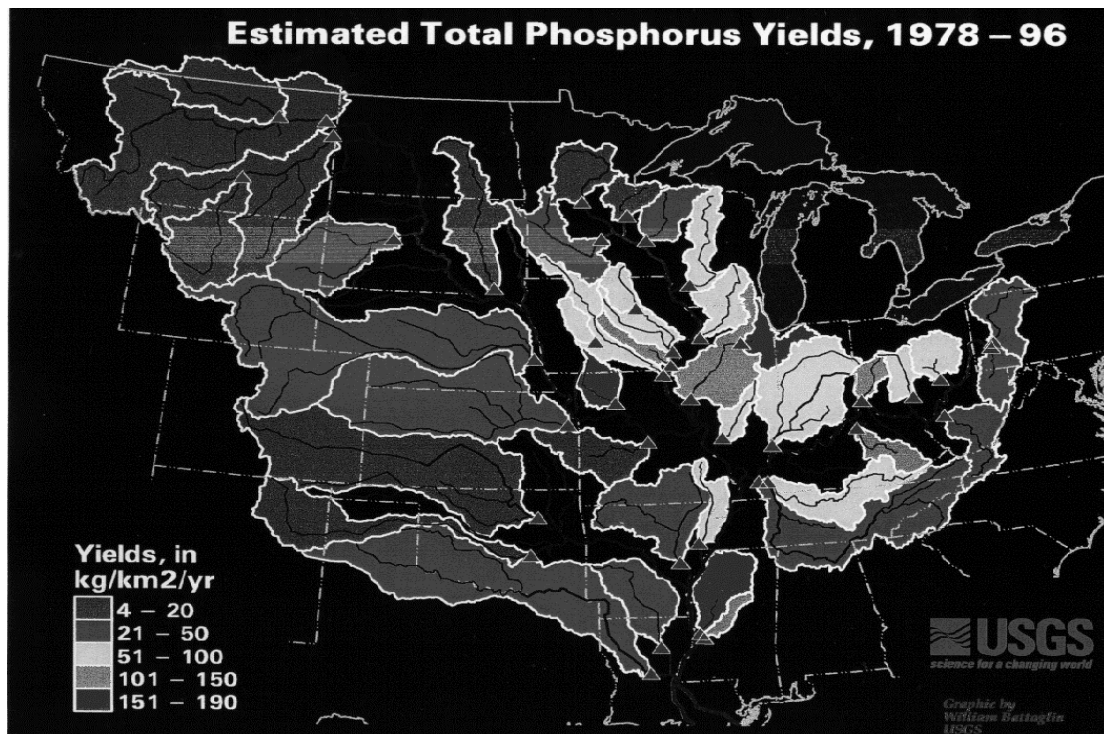 Estimated Total Phosphorus Yields, 1978 – 96
Yields, in
kg/km2/yr
4 – 20
21 – 50
51 – 100
101 – 150
151 – 190
USGS
science for a changing world
Graphic by
William Battaglin
USGS